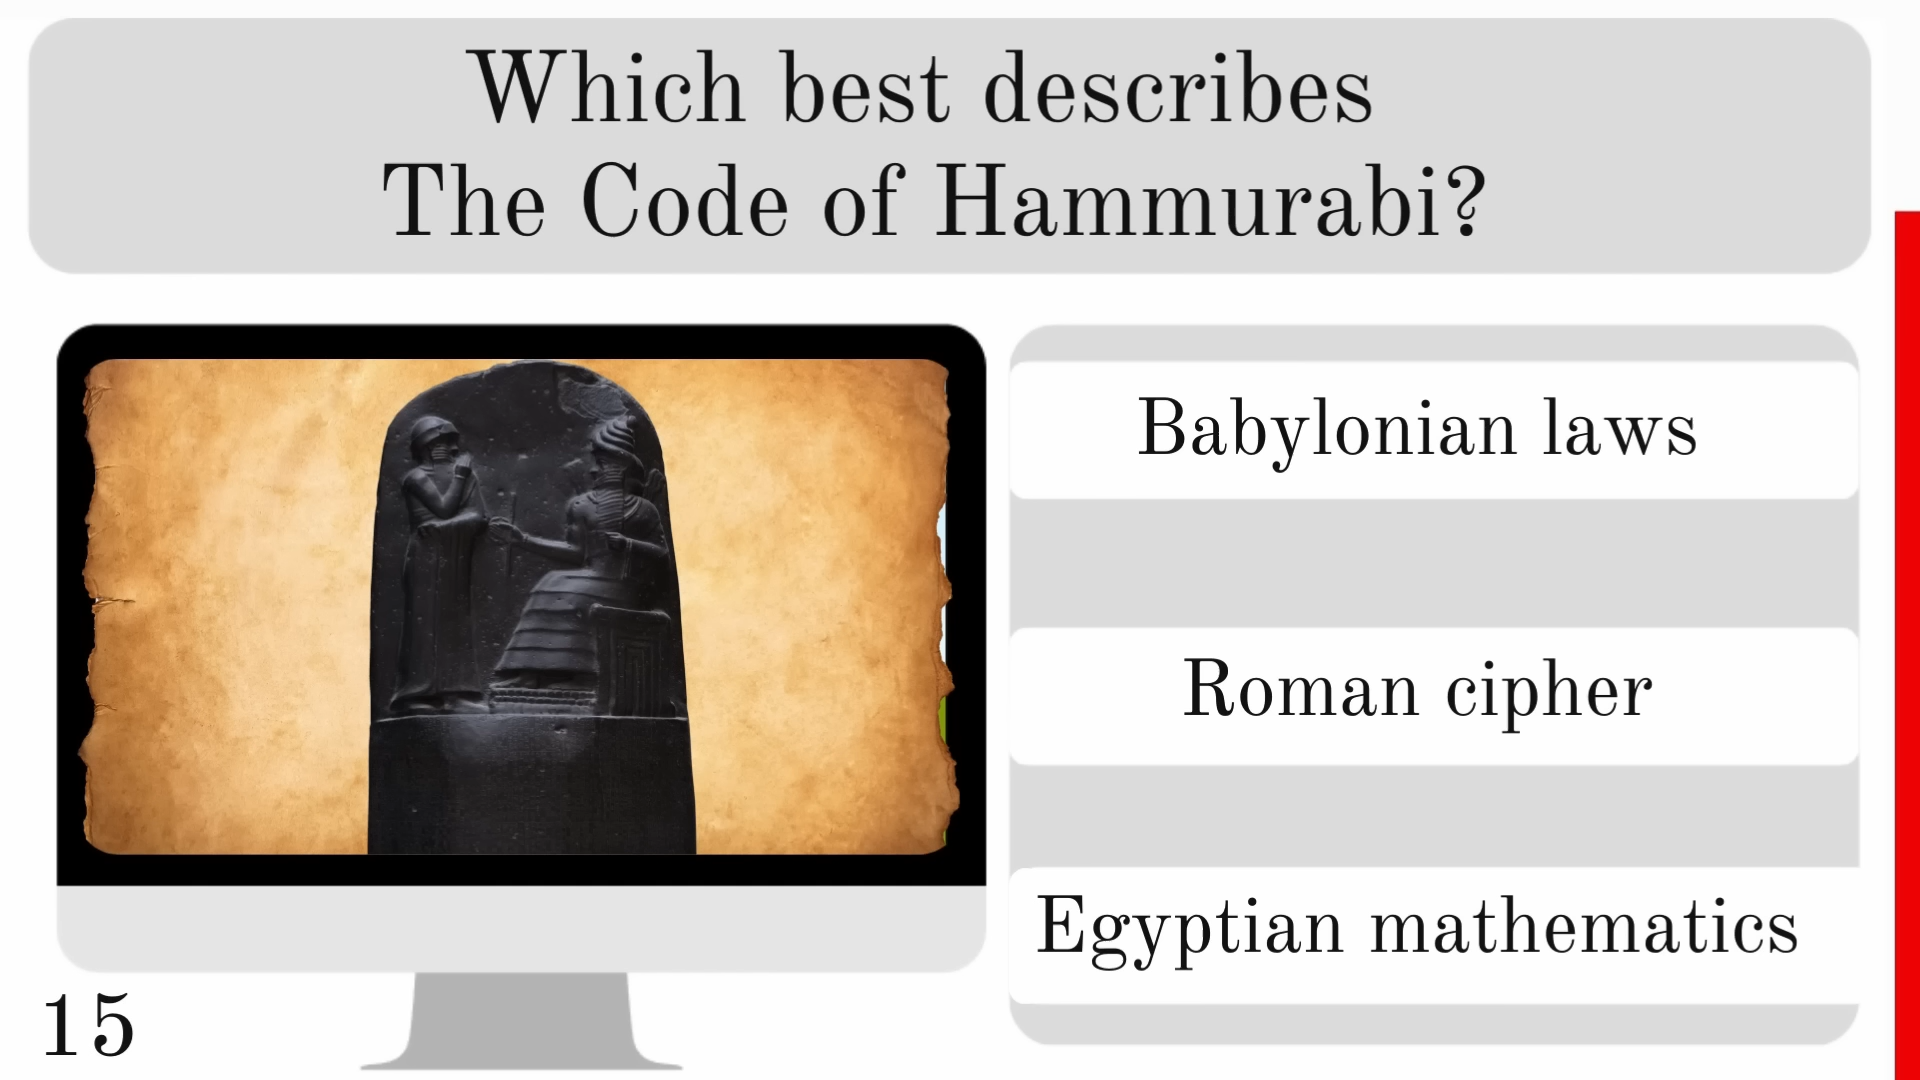 Which best describes
The Code of Hammurabi?
Babylonian laws
Roman cipher
Egyptian mathematics
15